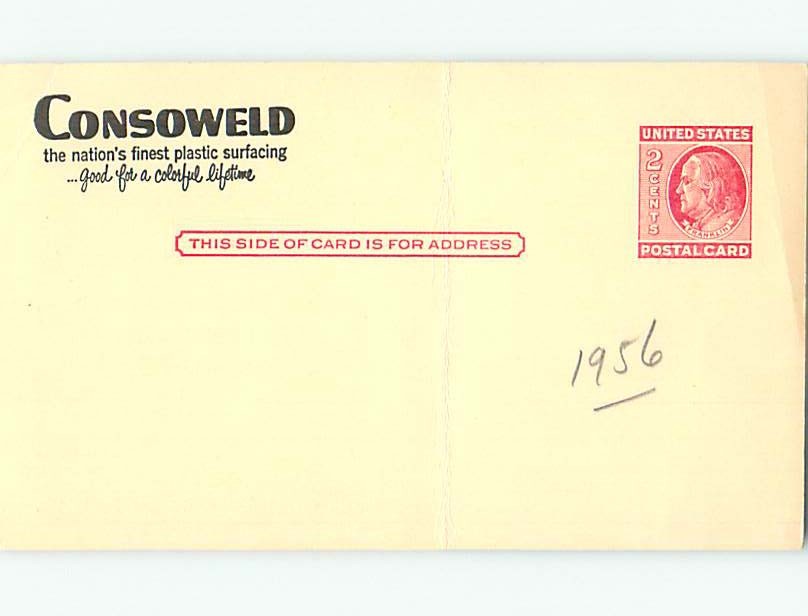 CONSOWELD
the nation's finest plastic surfacing
...good for a colorful lifetime
THIS SIDE OF CARD IS FOR ADDRESS
UNITED STATES
2 CENTS
FRANKLIN
POSTAL CARD
1956